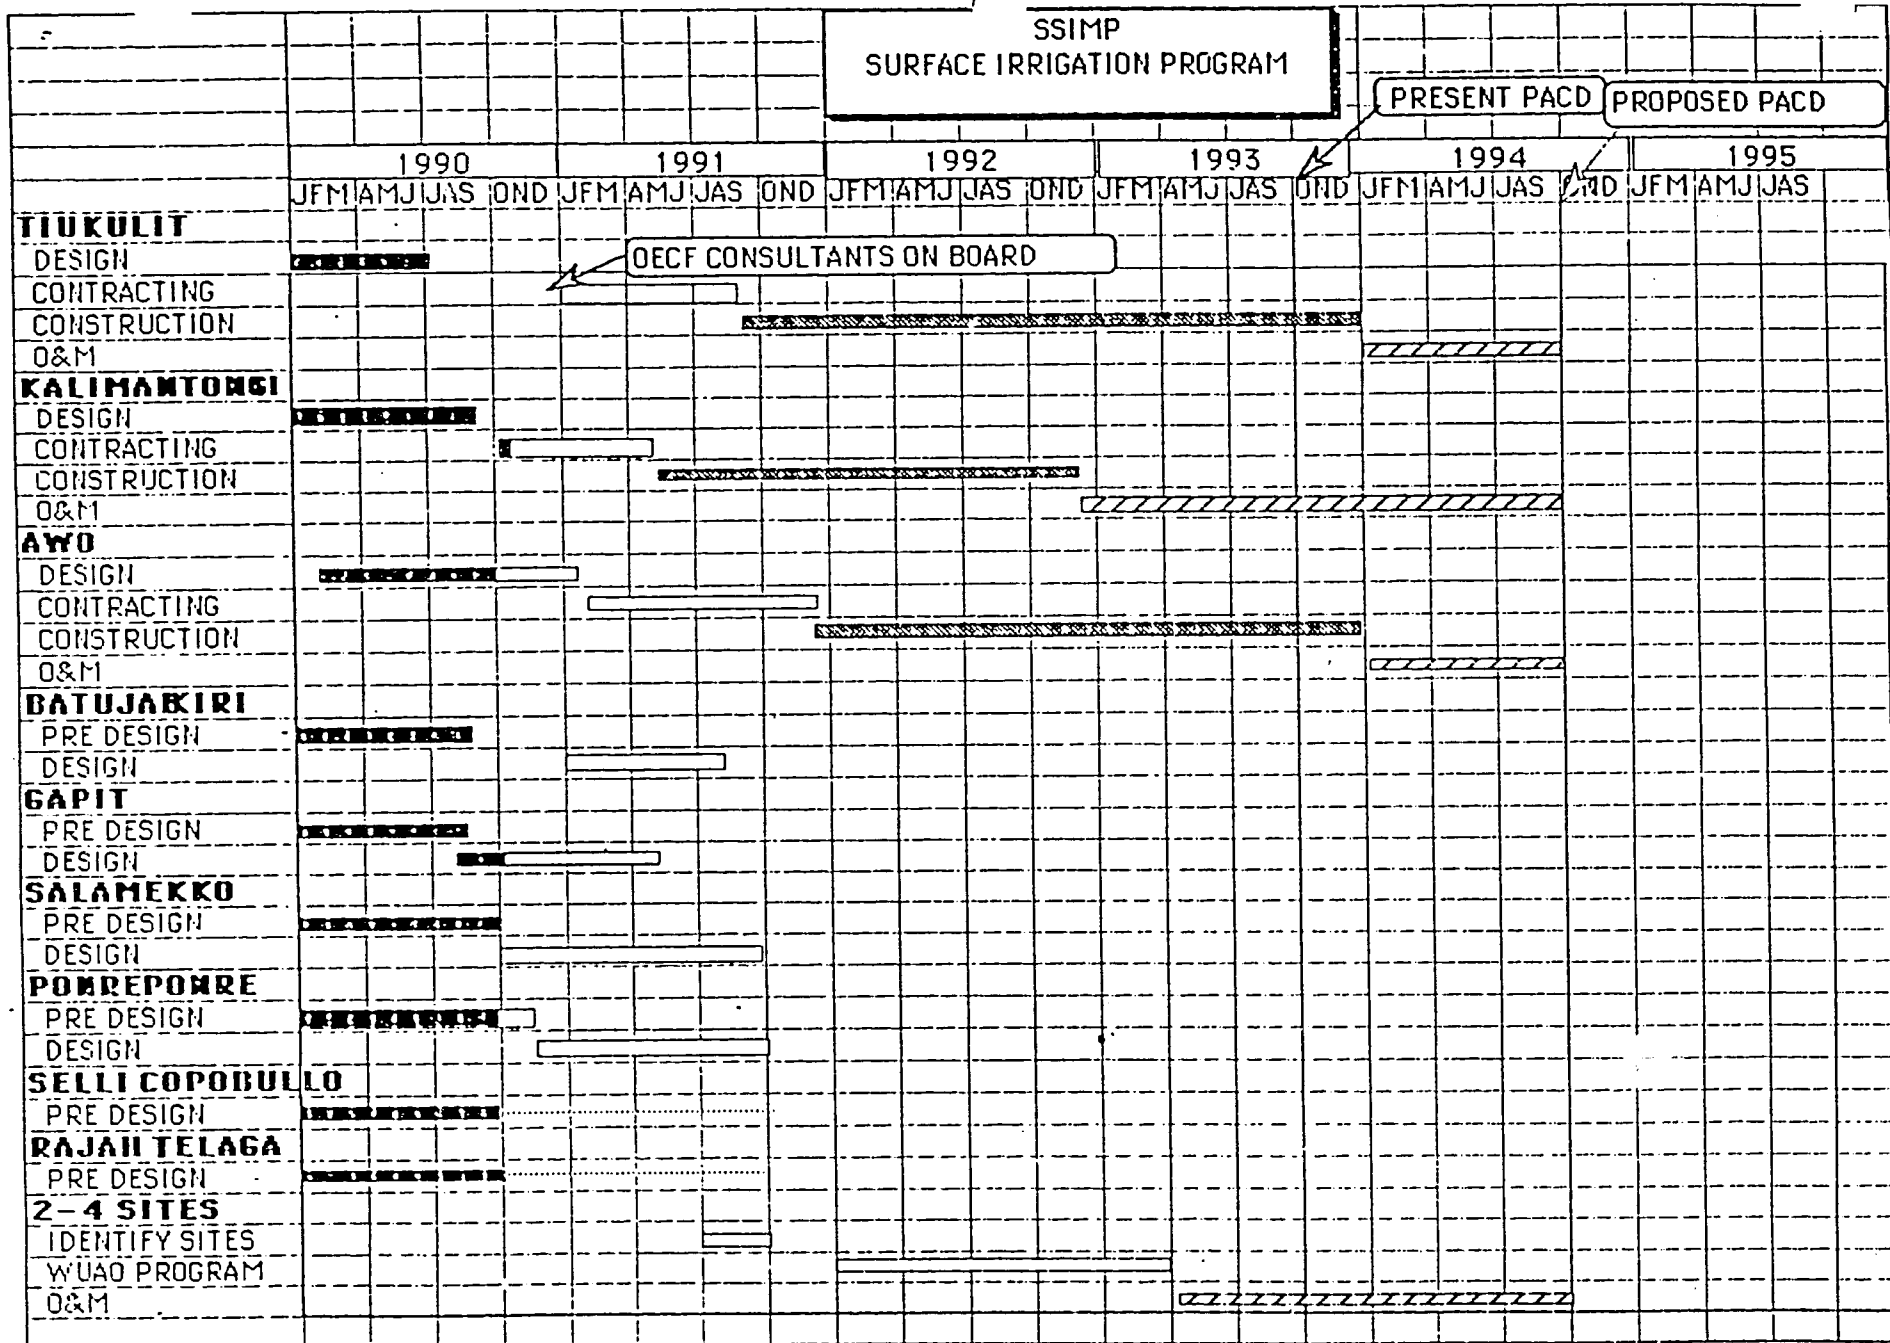 SSIMP
SURFACE IRRIGATION PROGRAM
PRESENT PACD
PROPOSED PACD
1990 1991 1992 1993 1994 1995
JFM AMJ JAS OND JFM AMJ JAS OND JFM AMJ JAS OND JFM AMJ JAS OND JFM AMJ JAS OND JFM AMJ JAS
TIUKULIT
DESIGN
OECF CONSULTANTS ON BOARD
CONTRACTING
CONSTRUCTION
O&M
KALIMANTONGI
DESIGN
CONTRACTING
CONSTRUCTION
O&M
AWO
DESIGN
CONTRACTING
CONSTRUCTION
O&M
BATUJAIKIRI
PRE DESIGN
DESIGN
GAPIT
PRE DESIGN
DESIGN
SALAMEKKO
PRE DESIGN
DESIGN
PONREPONRE
PRE DESIGN
DESIGN
SELLI COPOBULLO
PRE DESIGN
RAJAH TELAGA
PRE DESIGN
2-4 SITES
IDENTIFY SITES
WUAO PROGRAM
O&M